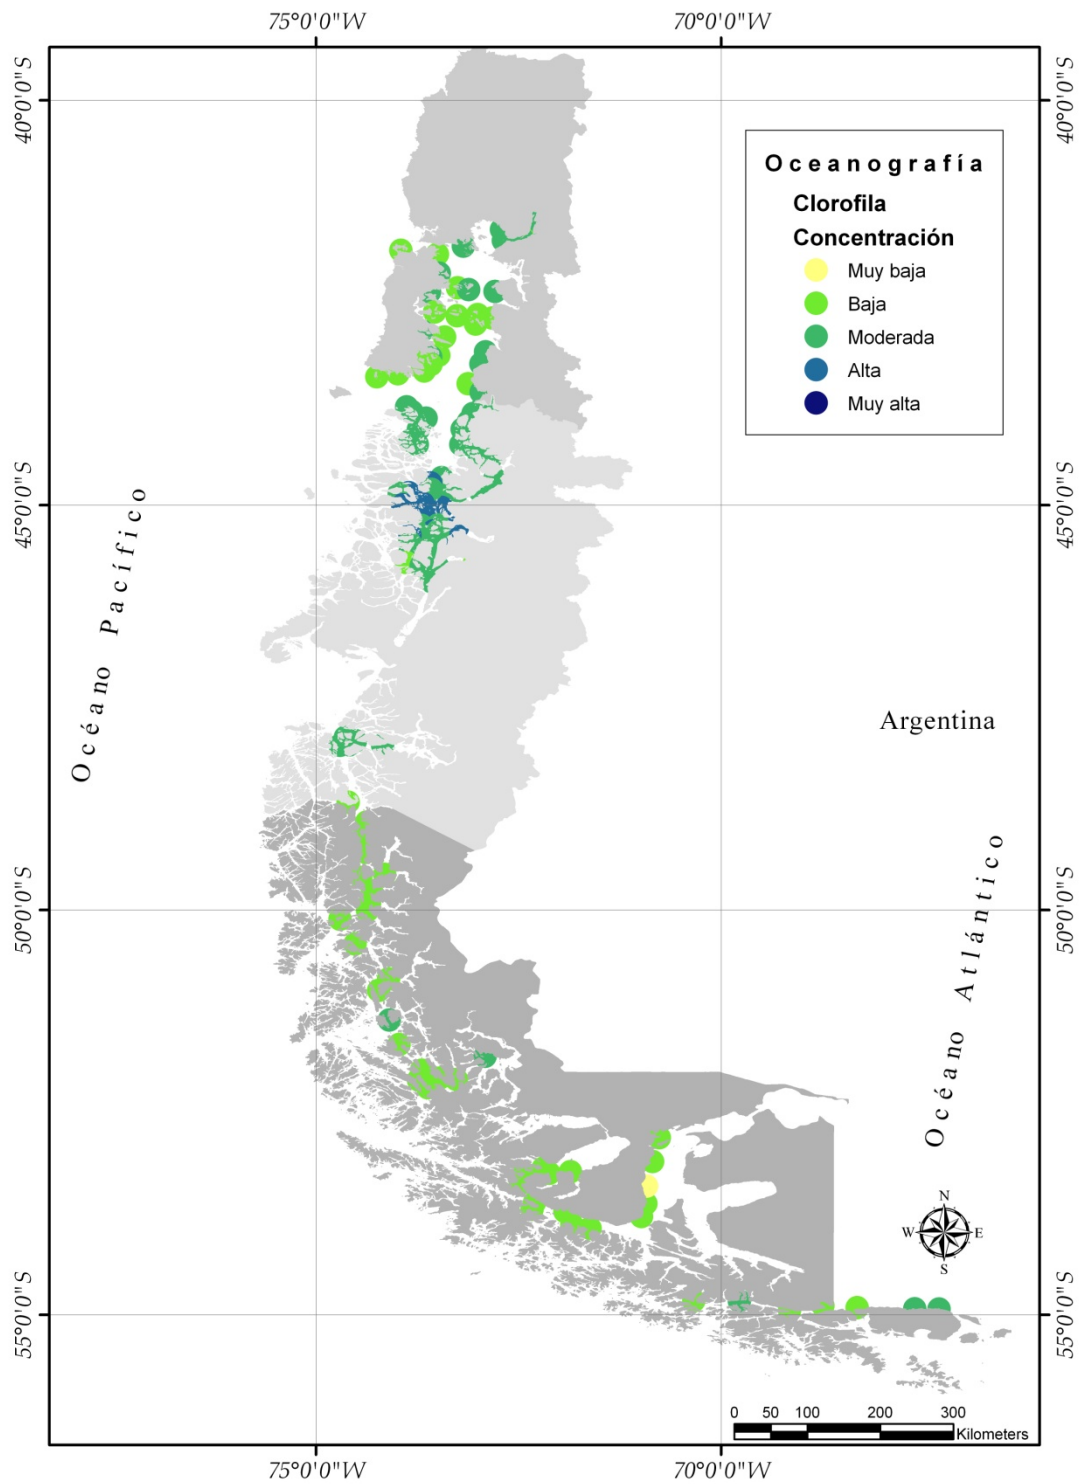 75°0'0"W
70°0'0"W
40°0'0"S
40°0'0"S
Oceanografía
Clorofila
Concentración
Muy baja
Baja
Moderada
Alta
Muy alta
45°0'0"S
45°0'0"S
Océano Pacífico
Argentina
50°0'0"S
50°0'0"S
Océano Atlántico
N
W
E
S
55°0'0"S
55°0'0"S
0 50 100 200 300
Kilometers
75°0'0"W
70°0'0"W